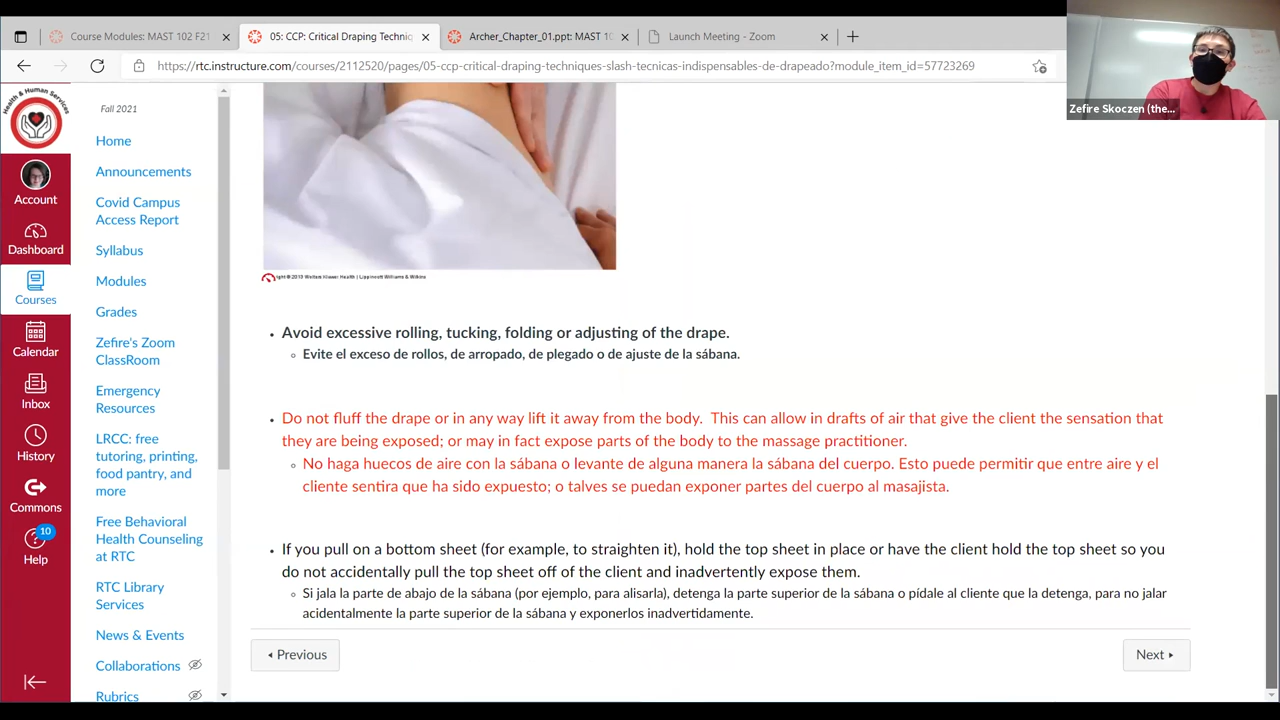 Course Modules: MAST 102 F21
05: CCP: Critical Draping Techniq
Archer_Chapter_01.ppt: MAST 10
Launch Meeting - Zoom
https://rtc.instructure.com/courses/2112520/pages/05-ccp-critical-draping-techniques-slash-tecnicas-indispensables-de-drapeado?module_item_id=57723269
Zefire Skoczen (the...
Health & Human Services
Account
Dashboard
Courses
Calendar
Inbox
History
Commons
10
Help
Fall 2021
Home
Announcements
Covid Campus
Access Report
Syllabus
Modules
Grades
Zefire's Zoom
ClassRoom
Emergency
Resources
LRCC: free
tutoring, printing,
food pantry, and
more
Free Behavioral
Health Counseling
at RTC
RTC Library
Services
News & Events
Collaborations
Rubrics
ight © 2013 Wolters Kluwer Health | Lippincott Williams & Wilkins
Avoid excessive rolling, tucking, folding or adjusting of the drape.
Evite el exceso de rollos, de arropado, de plegado o de ajuste de la sábana.
Do not fluff the drape or in any way lift it away from the body. This can allow in drafts of air that give the client the sensation that
they are being exposed; or may in fact expose parts of the body to the massage practitioner.
No haga huecos de aire con la sábana o levante de alguna manera la sábana del cuerpo. Esto puede permitir que entre aire y el
cliente sentira que ha sido expuesto; o talves se puedan exponer partes del cuerpo al masajista.
If you pull on a bottom sheet (for example, to straighten it), hold the top sheet in place or have the client hold the top sheet so you
do not accidentally pull the top sheet off of the client and inadvertently expose them.
Si jala la parte de abajo de la sábana (por ejemplo, para alisarla), detenga la parte superior de la sábana o pídale al cliente que la detenga, para no jalar
acidentalmente la parte superior de la sábana y exponerlos inadvertidamente.
Previous
Next